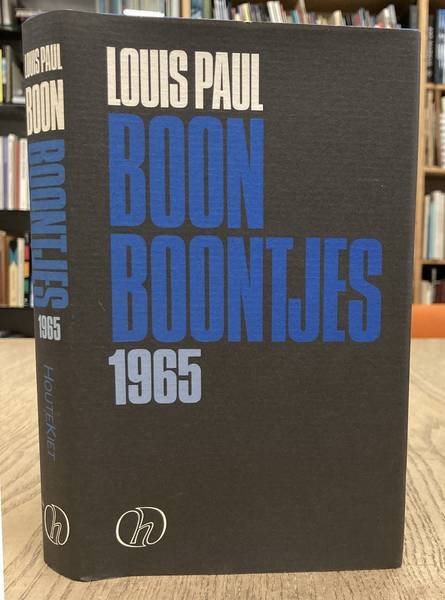 LOUIS PAUL
BOON
BOONTJES
1965
h
LOUIS PAUL
BOON
BOONTJES
1965
HOUTEKIET
h